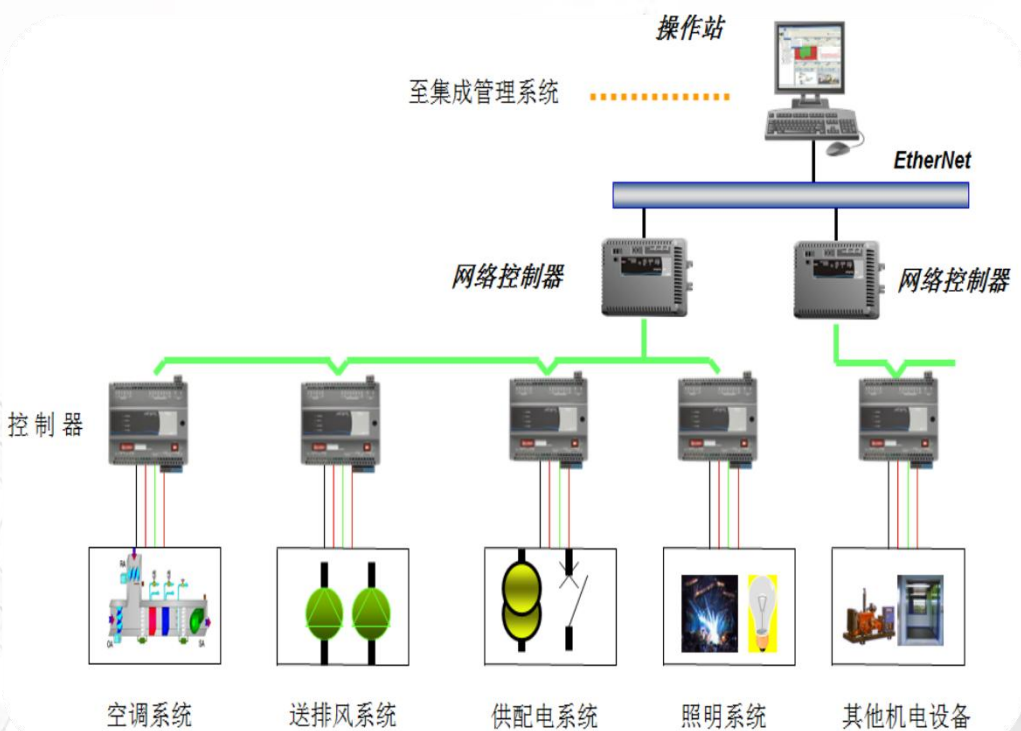 操作站
至集成管理系统
EtherNet
网络控制器
网络控制器
控制器
空调系统
送排风系统
供配电系统
照明系统
其他机电设备